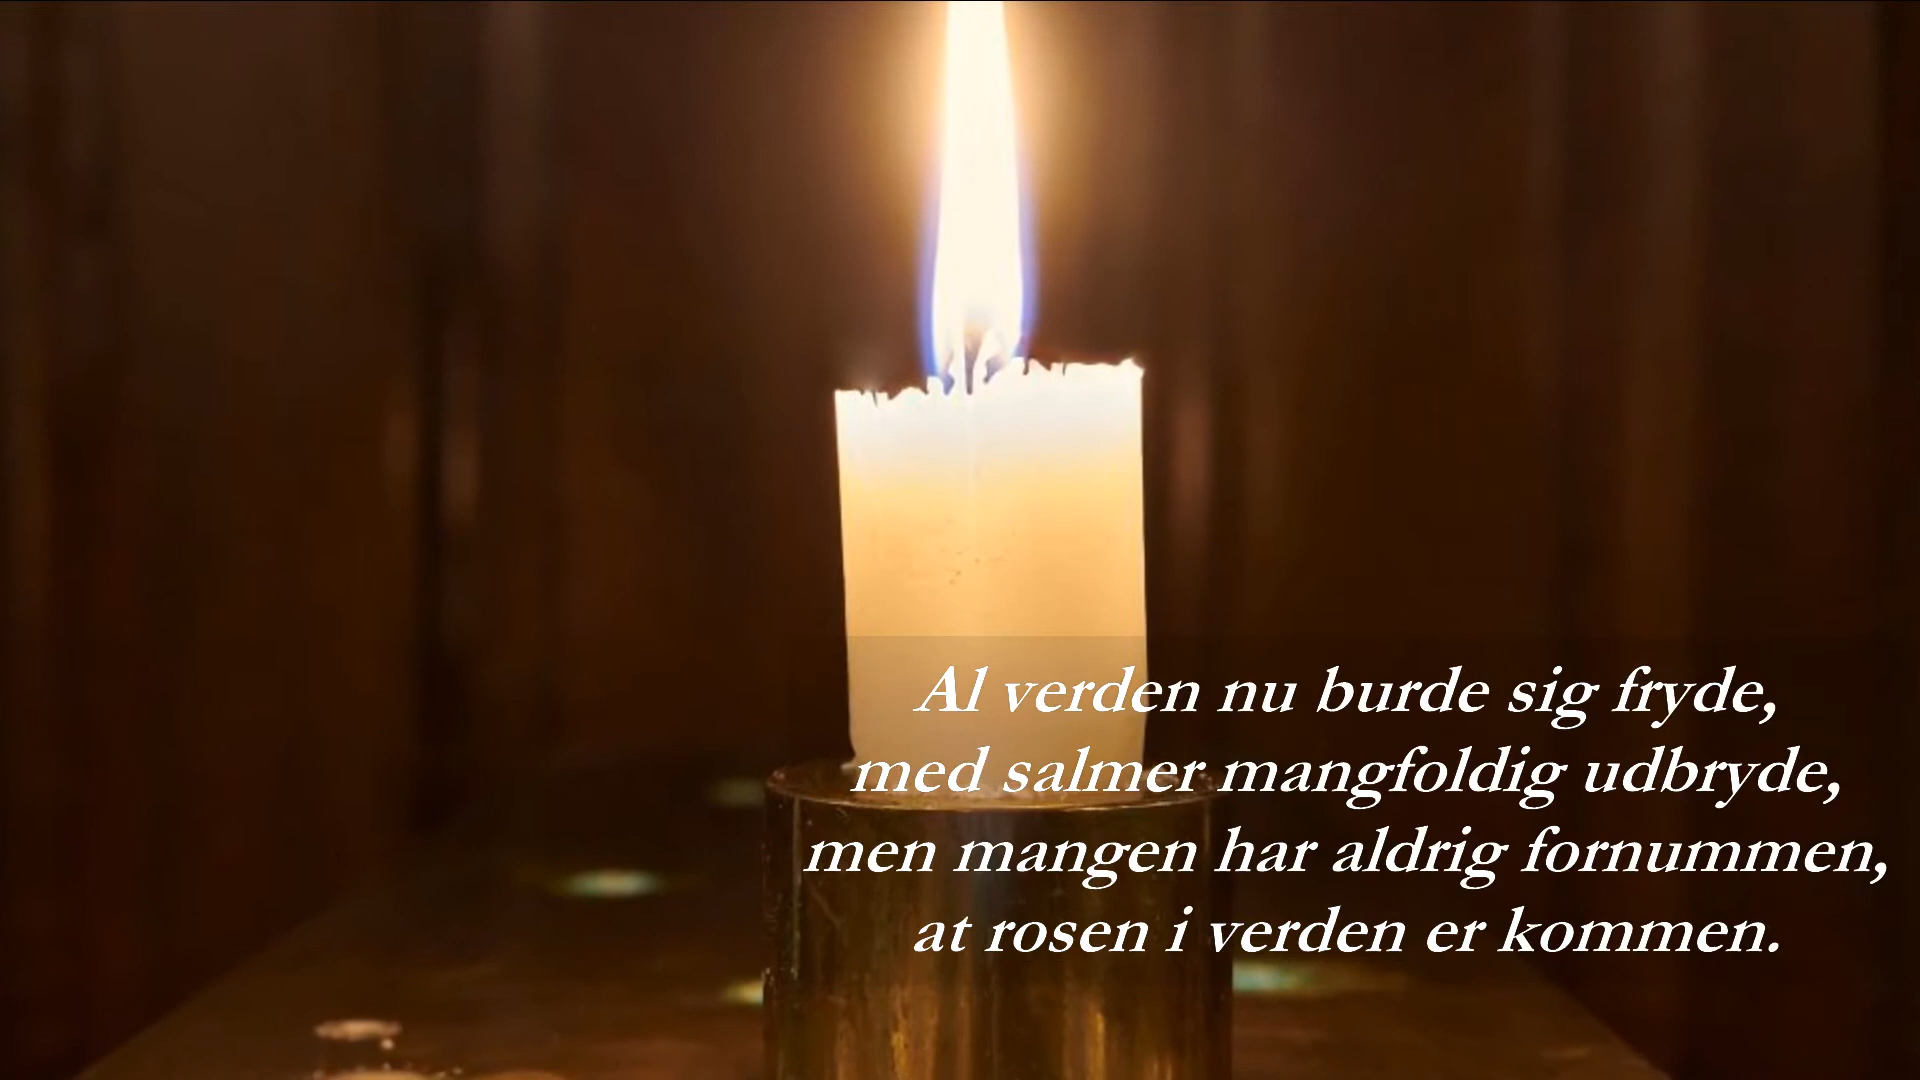 Al verden nu burde sig fryde,
med salmer mangfoldig udbryde,
men mangen har aldrig fornummen,
at rosen i verden er kommen.